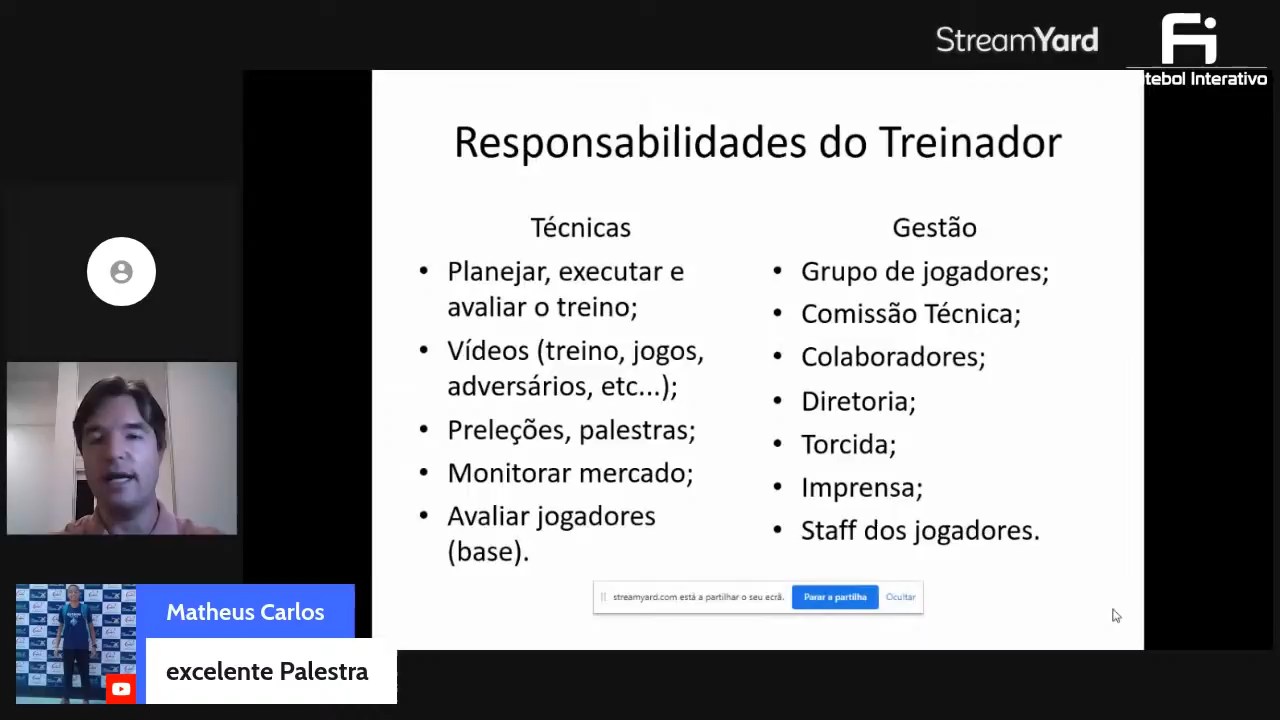 StreamYard
tebol Interativo
Responsabilidades do Treinador
Técnicas
• Planejar, executar e
avaliar o treino;
• Vídeos (treino, jogos,
adversários, etc...);
• Preleções, palestras;
• Monitorar mercado;
• Avaliar jogadores
(base).
Gestão
• Grupo de jogadores;
• Comissão Técnica;
• Colaboradores;
• Diretoria;
• Torcida;
• Imprensa;
• Staff dos jogadores.
streamyard.com está a partilhar o seu ecrã.
Parar a partilha
Ocultar
Matheus Carlos
excelente Palestra